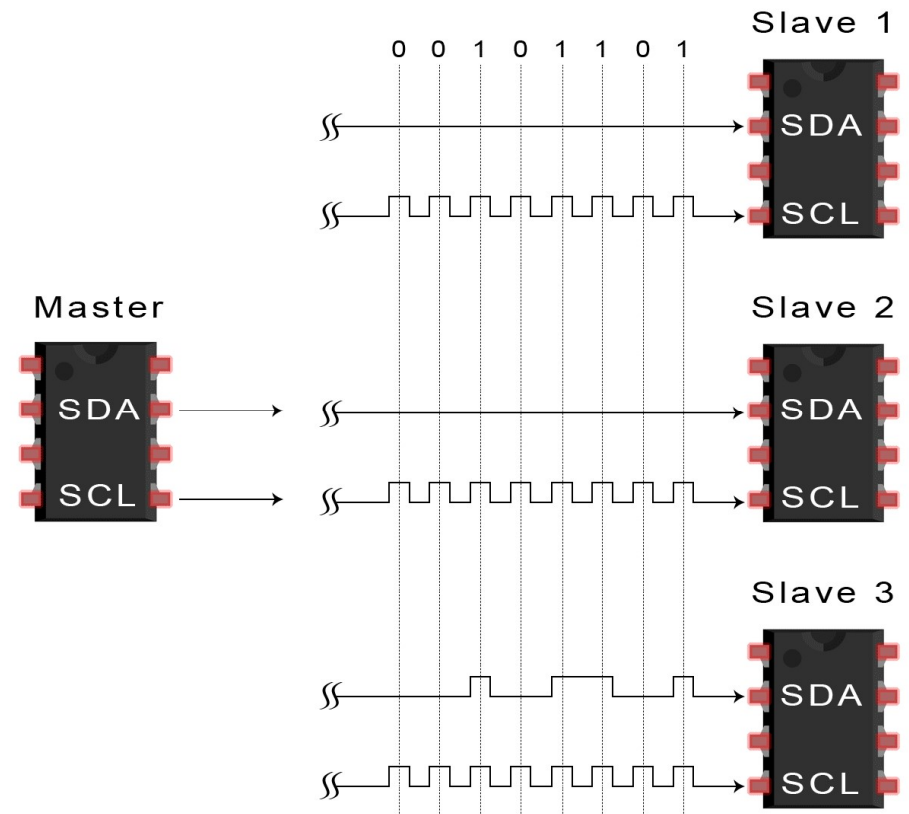 Slave 1
0 0 1 0 1 1 0 1
SDA
SCL
Master
SDA
SCL
Slave 2
SDA
SCL
Slave 3
SDA
SCL